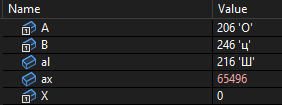 Name Value
A 206 'О'
B 246 'ц'
al 216 'Ш'
ax 65496
X 0